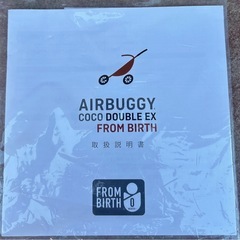 AIRBUGGY
COCO DOUBLE EX
FROM BIRTH
取扱説明書
FROM
BIRTH
0